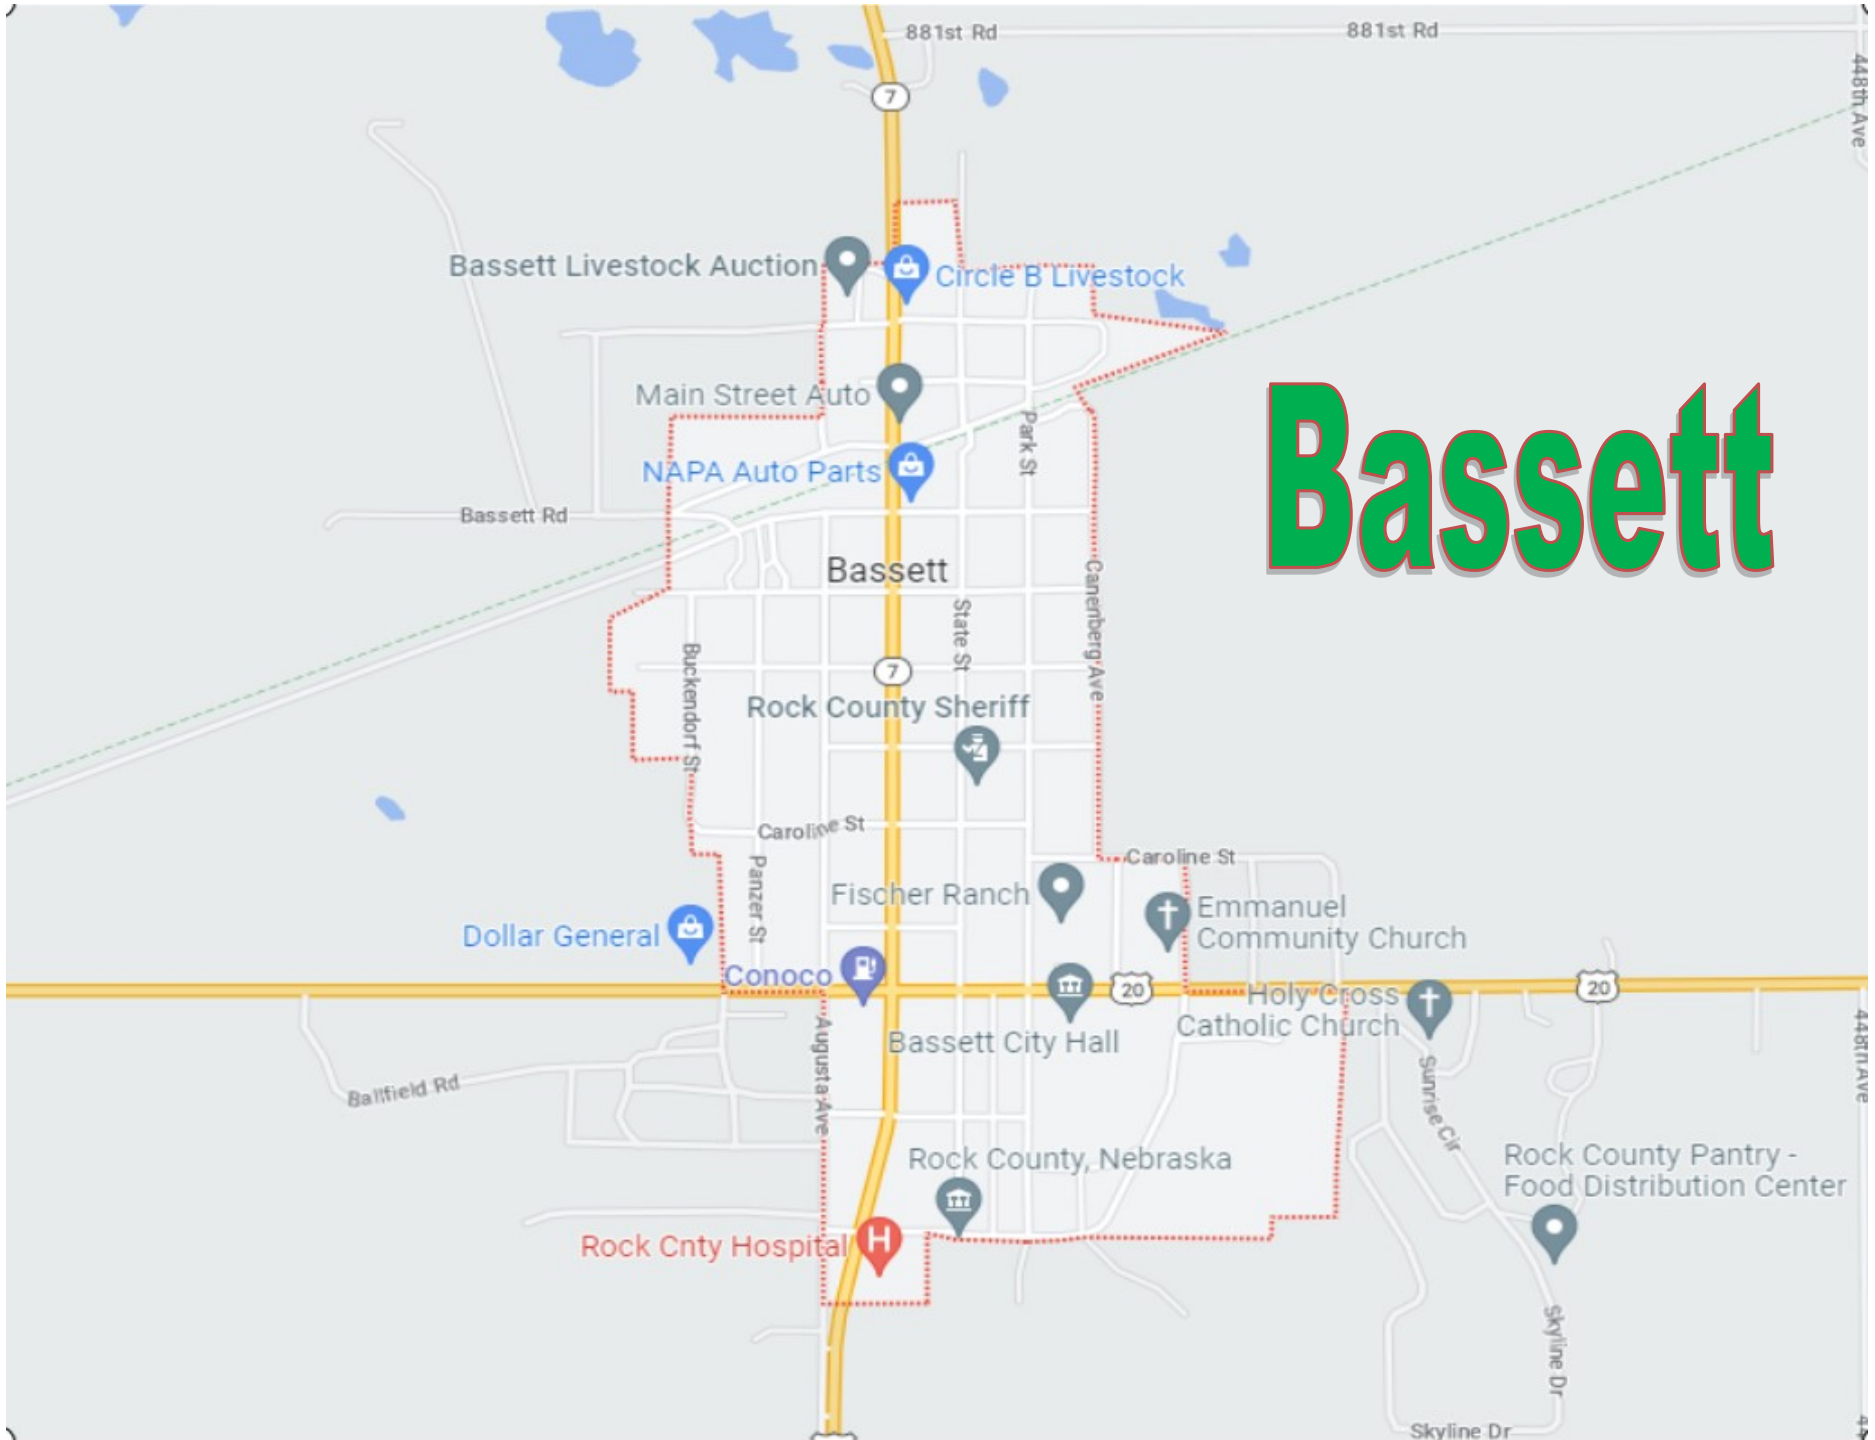 881st Rd
881st Rd
448th Ave
7
Bassett Livestock Auction
Circle B Livestock
Main Street Auto
Park St
NAPA Auto Parts
Bassett Rd
Bassett
Bassett
Canenberg Ave
State St
Buckendorf St
7
Rock County Sheriff
Caroline St
Caroline St
Panzer St
Fischer Ranch
Emmanuel
Community Church
Dollar General
Conoco
20
20
Holy Cross
Catholic Church
Bassett City Hall
Augusta Ave
448th Ave
Ballfield Rd
Sunrise Cir
Rock County, Nebraska
Rock County Pantry -
Food Distribution Center
Rock Cnty Hospital
H
Skyline Dr
Skyline Dr